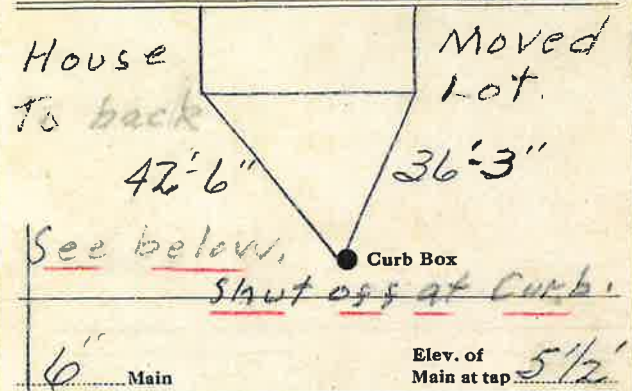 House Moved
To back Lot.
42'-6" 36'-3"
See below.
Curb Box
Shut off at Curb.
6" Main
Elev. of
Main at tap 5 1/2'